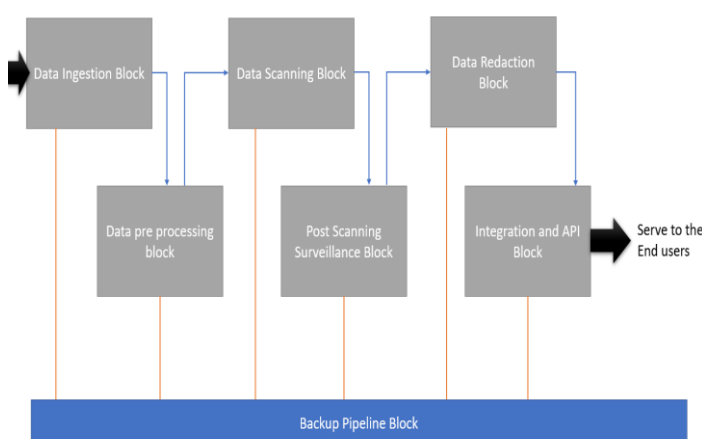 Data Ingestion Block
Data Scanning Block
Data Redaction
Block
Data pre processing
block
Post Scanning
Surveillance Block
Integration and API
Block
Serve to the
End users
Backup Pipeline Block